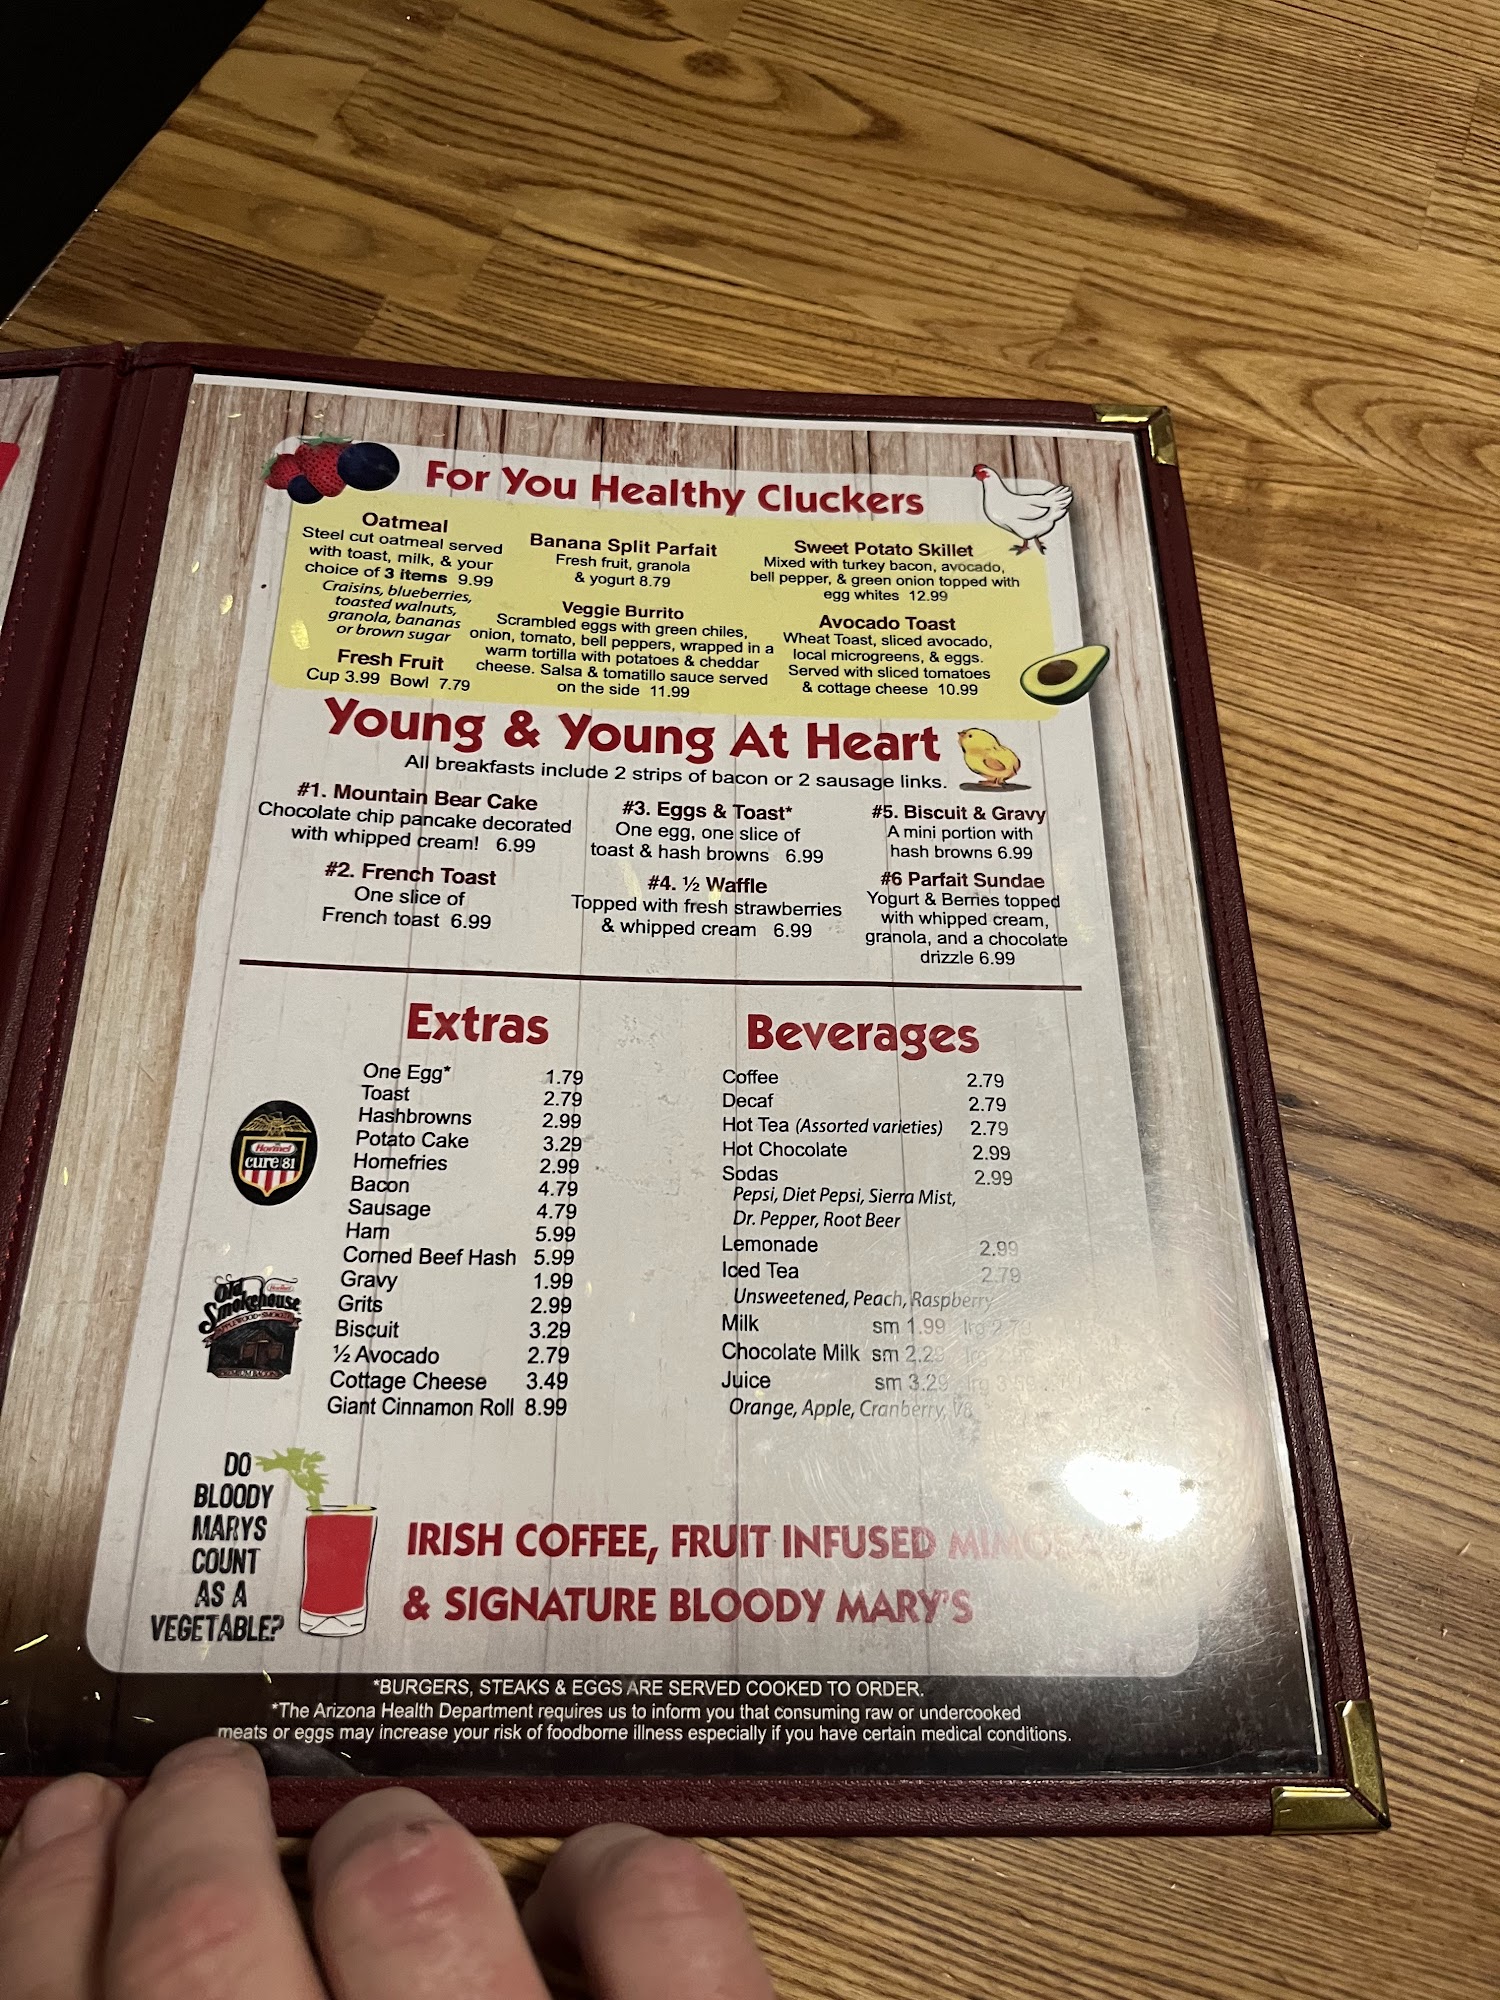 For You Healthy Cluckers
Oatmeal
Steel cut oatmeal served
with toast, milk, & your
choice of 3 items 9.99
Craisins, blueberries,
toasted walnuts,
granola, bananas
or brown sugar
Fresh Fruit
Cup 3.99 Bowl 7.79
Banana Split Parfait
Fresh fruit, granola
& yogurt 8.79
Veggie Burrito
Scrambled eggs with green chiles,
onion, tomato, bell peppers, wrapped in a
warm tortilla with potatoes & cheddar
cheese. Salsa & tomatillo sauce served
on the side 11.99
Sweet Potato Skillet
Mixed with turkey bacon, avocado,
bell pepper, & green onion topped with
egg whites 12.99
Avocado Toast
Wheat Toast, sliced avocado,
local microgreens, & eggs.
Served with sliced tomatoes
& cottage cheese 10.99
Young & Young At Heart
All breakfasts include 2 strips of bacon or 2 sausage links.
#1. Mountain Bear Cake
Chocolate chip pancake decorated
with whipped cream! 6.99
#2. French Toast
One slice of
French toast 6.99
#3. Eggs & Toast*
One egg, one slice of
toast & hash browns 6.99
#4. ½ Waffle
Topped with fresh strawberries
& whipped cream 6.99
#5. Biscuit & Gravy
A mini portion with
hash browns 6.99
#6 Parfait Sundae
Yogurt & Berries topped
with whipped cream,
granola, and a chocolate
drizzle 6.99
Extras
One Egg* 1.79
Toast 2.79
Hashbrowns 2.99
Potato Cake 3.29
Homefries 2.99
Bacon 4.79
Sausage 4.79
Ham 5.99
Corned Beef Hash 5.99
Gravy 1.99
Grits 2.99
Biscuit 3.29
½ Avocado 2.79
Cottage Cheese 3.49
Giant Cinnamon Roll 8.99
Hormel
cure 81
Old
Smokehouse
Beverages
Coffee 2.79
Decaf 2.79
Hot Tea (Assorted varieties) 2.79
Hot Chocolate 2.99
Sodas 2.99
Pepsi, Diet Pepsi, Sierra Mist,
Dr. Pepper, Root Beer
Lemonade 2.99
Iced Tea 2.79
Unsweetened, Peach, Raspberry
Milk sm 1.99 lrg 2.79
Chocolate Milk sm 2.29
Juice sm 3.29 lrg
Orange, Apple, Cranberry, V8
DO
BLOODY
MARYS
COUNT
AS A
VEGETABLE?
IRISH COFFEE, FRUIT INFUSED
& SIGNATURE BLOODY MARY'S
*BURGERS, STEAKS & EGGS ARE SERVED COOKED TO ORDER.
*The Arizona Health Department requires us to inform you that consuming raw or undercooked
meats or eggs may increase your risk of foodborne illness especially if you have certain medical conditions.